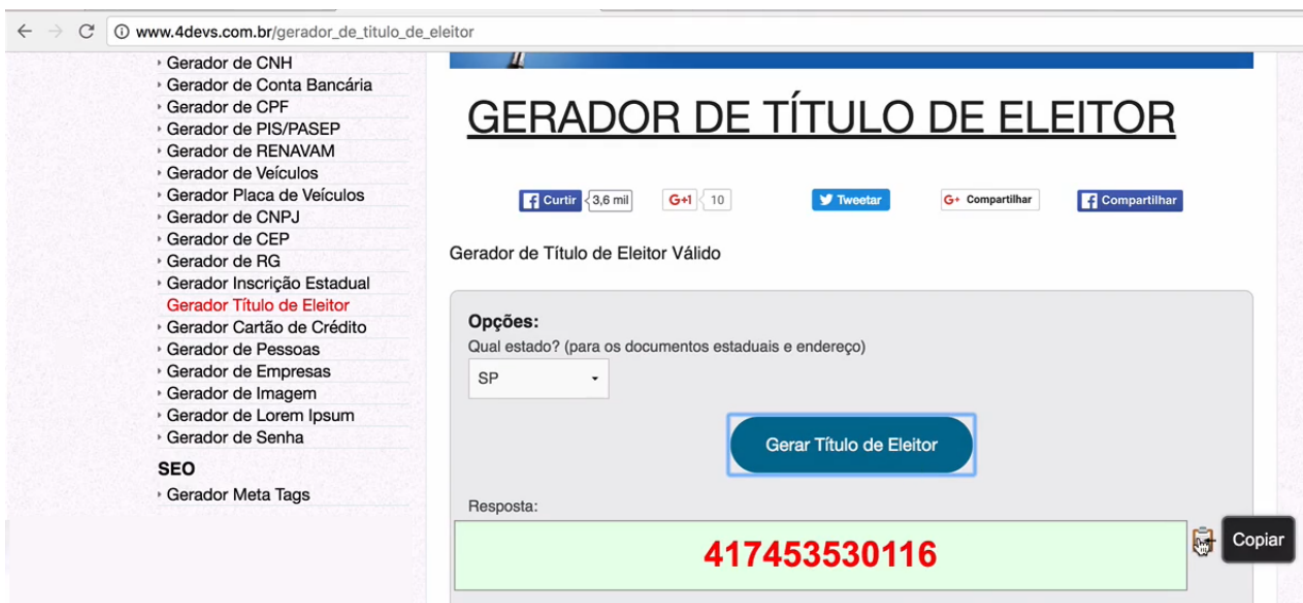 www.4devs.com.br/gerador_de_titulo_de_eleitor
Gerador de CNH
Gerador de Conta Bancária
Gerador de CPF
Gerador de PIS/PASEP
Gerador de RENAVAM
Gerador de Veículos
Gerador Placa de Veículos
Gerador de CNPJ
Gerador de CEP
Gerador de RG
Gerador Inscrição Estadual
Gerador Título de Eleitor
Gerador Cartão de Crédito
Gerador de Pessoas
Gerador de Empresas
Gerador de Imagem
Gerador de Lorem Ipsum
Gerador de Senha
SEO
Gerador Meta Tags
GERADOR DE TÍTULO DE ELEITOR
Curtir 3,6 mil G+1 10 Tweetar G+ Compartilhar Compartilhar
Gerador de Título de Eleitor Válido
Opções:
Qual estado? (para os documentos estaduais e endereço)
SP
Gerar Título de Eleitor
Resposta:
417453530116
Copiar